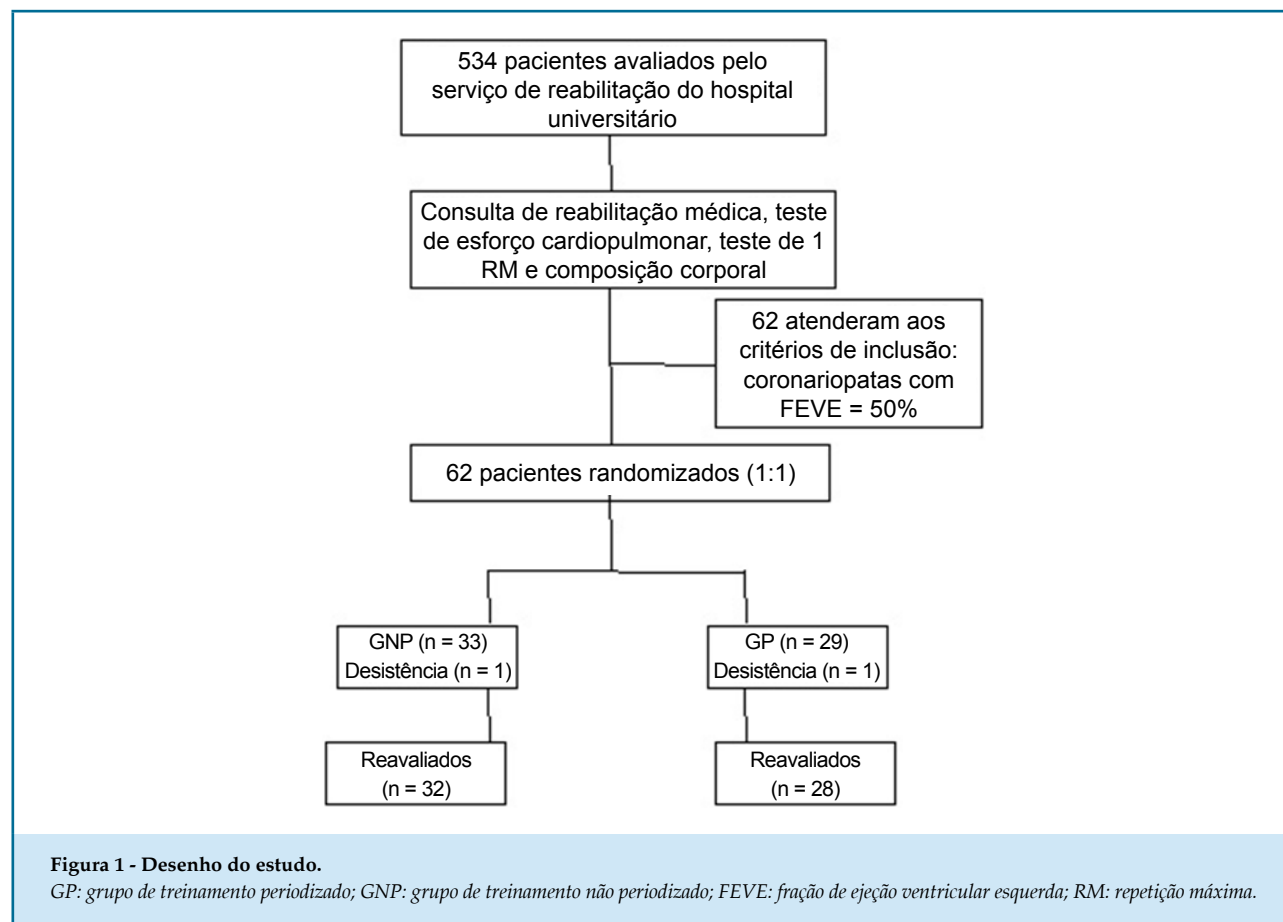 534 pacientes avaliados pelo
serviço de reabilitação do hospital
universitário
Consulta de reabilitação médica, teste
de esforço cardiopulmonar, teste de 1
RM e composição corporal
62 atenderam aos
critérios de inclusão:
coronariopatas com
FEVE = 50%
62 pacientes randomizados (1:1)
GNP (n = 33)
Desistência (n = 1)
GP (n = 29)
Desistência (n = 1)
Reavaliados
(n = 32)
Reavaliados
(n = 28)
Figura 1 - Desenho do estudo.
GP: grupo de treinamento periodizado; GNP: grupo de treinamento não periodizado; FEVE: fração de ejeção ventricular esquerda; RM: repetição máxima.